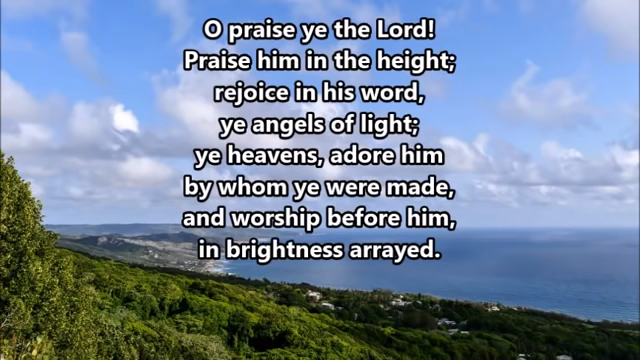 O praise ye the Lord!
Praise him in the height;
rejoice in his word,
ye angels of light;
ye heavens, adore him
by whom ye were made,
and worship before him,
in brightness arrayed.